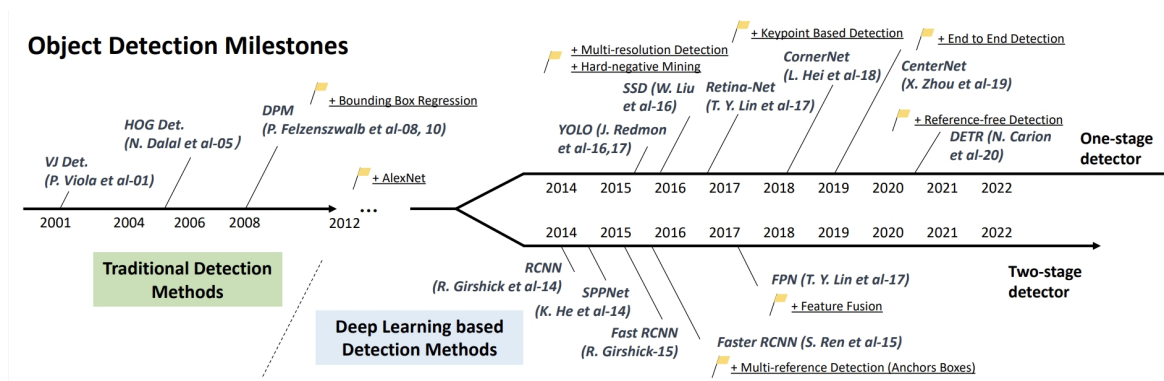 Object Detection Milestones
+ Multi-resolution Detection
+ Hard-negative Mining
+ Keypoint Based Detection
+ End to End Detection
+ Bounding Box Regression
+ Reference-free Detection
+ AlexNet
VJ Det.
(P. Viola et-al-01)
HOG Det.
(N. Dalal et-al-05)
DPM
(P. Felzenszwalb et-al-08, 10)
YOLO (J. Redmon
et-al-16,17)
SSD (W. Liu
et-al-16)
Retina-Net
(T. Y. Lin et-al-17)
CornerNet
(L. Hei et-al-18)
CenterNet
(X. Zhou et-al-19)
DETR (N. Carion
et-al-20)
One-stage
detector
2014 2015 2016 2017 2018 2019 2020 2021 2022
2001 2004 2006 2008 2012 ...
2014 2015 2016 2017 2018 2019 2020 2021 2022
Two-stage
detector
Traditional Detection
Methods
Deep Learning based
Detection Methods
RCNN
(R. Girshick et-al-14)
SPPNet
(K. He et-al-14)
Fast RCNN
(R. Girshick-15)
Faster RCNN (S. Ren et-al-15)
+ Multi-reference Detection (Anchors Boxes)
FPN (T. Y. Lin et-al-17)
+ Feature Fusion